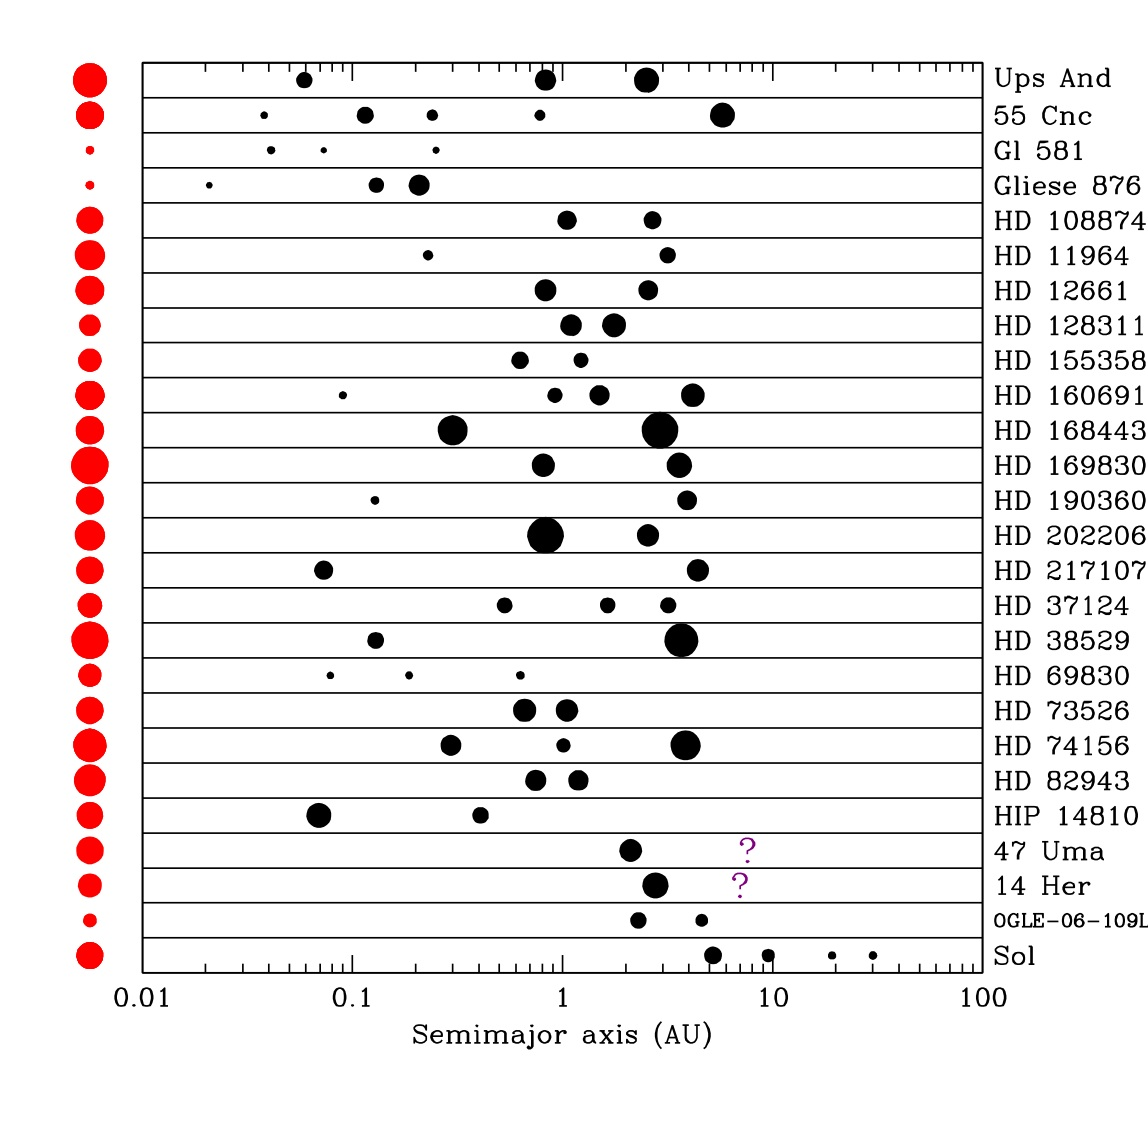 Ups And
55 Cnc
Gl 581
Gliese 876
HD 108874
HD 11964
HD 12661
HD 128311
HD 155358
HD 160691
HD 168443
HD 169830
HD 190360
HD 202206
HD 217107
HD 37124
HD 38529
HD 69830
HD 73526
HD 74156
HD 82943
HIP 14810
? 47 Uma
? 14 Her
OGLE-06-109L
Sol
0.01 0.1 1 10 100
Semimajor axis (AU)